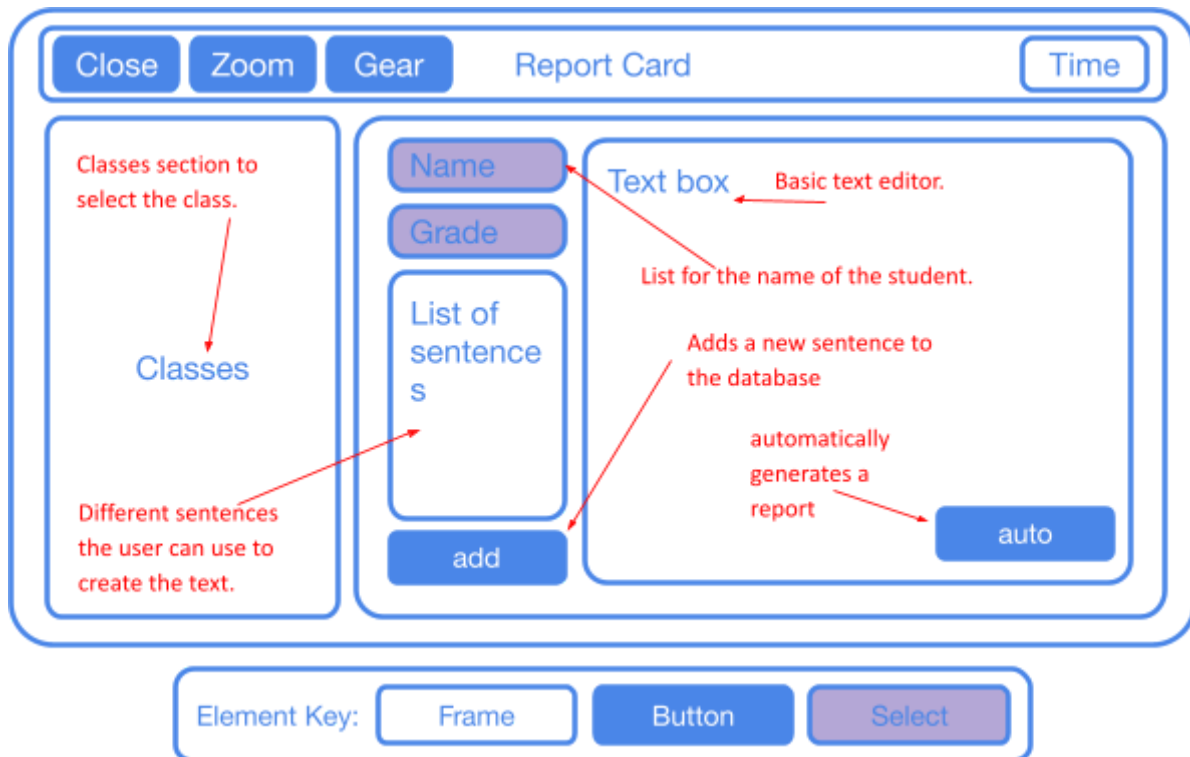 Close
Zoom
Gear
Report Card
Time
Classes section to
select the class.
Classes
Different sentences
the user can use to
create the text.
Name
Grade
List of
sentence
s
add
Text box
Basic text editor.
List for the name of the student.
Adds a new sentence to
the database
automatically
generates a
report
auto
Element Key:
Frame
Button
Select